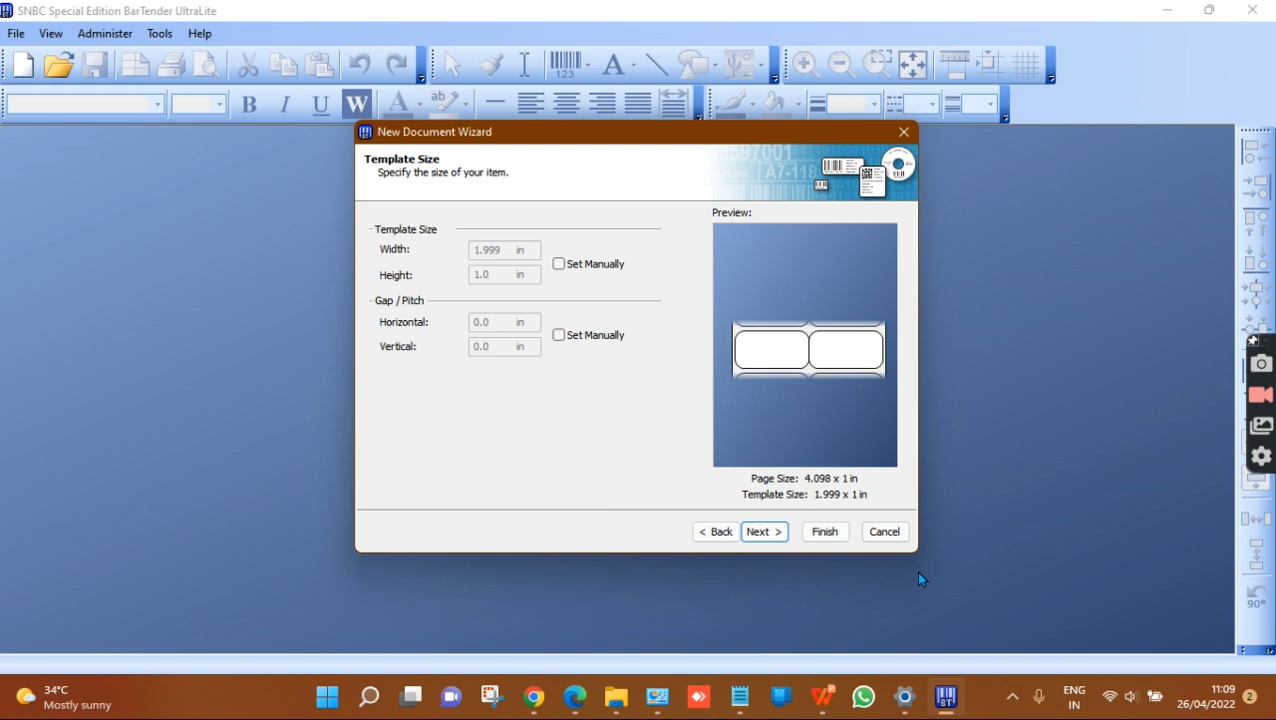 SNBC Special Edition BarTender UltraLite
File View Administer Tools Help
123
A
B I U W A ab
New Document Wizard
Template Size
Specify the size of your item.
Preview:
Template Size
Width: 1.999 in
Set Manually
Height: 1.0 in
Gap / Pitch
Horizontal: 0.0 in
Set Manually
Vertical: 0.0 in
Page Size: 4.098 x 1 in
Template Size: 1.999 x 1 in
< Back Next > Finish Cancel
90°
34°C
Mostly sunny
BT
ENG
IN
11:09
26/04/2022
2